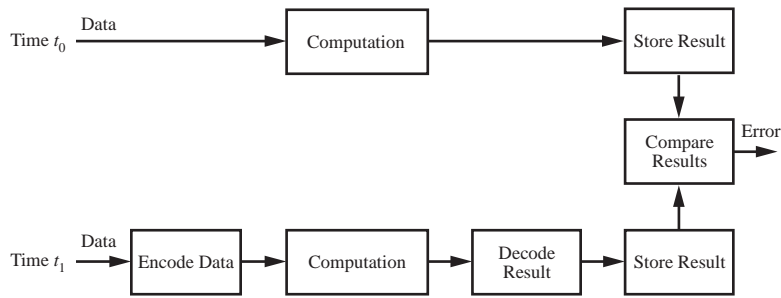 Data
Time t0
Computation
Store Result
Compare
Results
Error
Data
Time t1
Encode Data
Computation
Decode
Result
Store Result